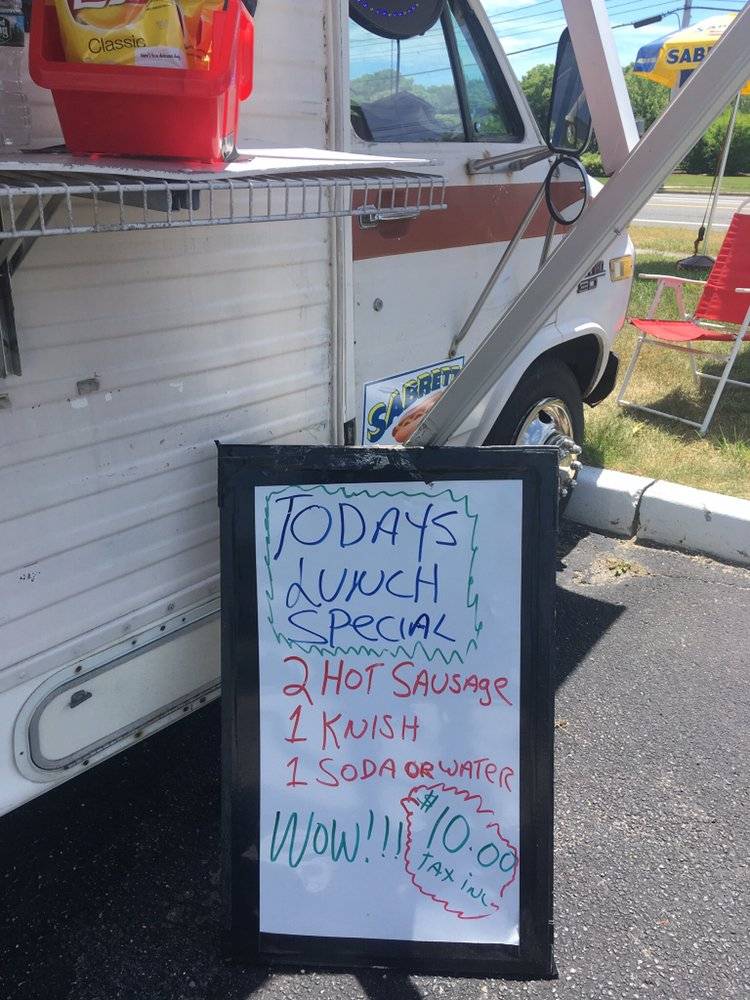 Classic
SAB
SABRETT
TODAYS
LUNCH
SPECIAL
2 HOT SAUSAge
1 KNISH
1 SODA OR WATER
WOW!!!
$10.00
TAX iNC